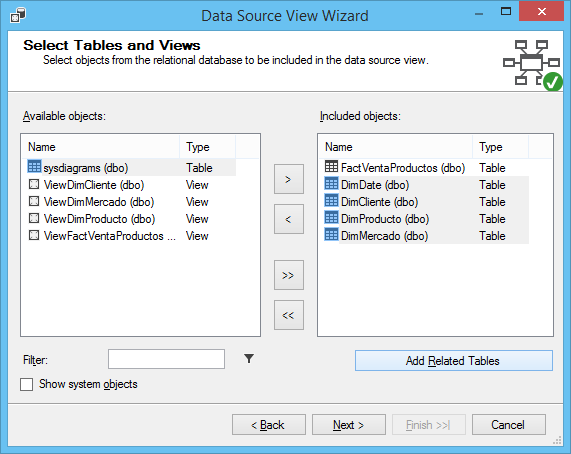 Data Source View Wizard
Select Tables and Views
Select objects from the relational database to be included in the data source view.
Available objects:
Name Type
sysdiagrams (dbo) Table
ViewDimCliente (dbo) View
ViewDimMercado (dbo) View
ViewDimProducto (dbo) View
ViewFactVentaProductos ... View
>
<
>>
<<
Included objects:
Name Type
FactVentaProductos (dbo) Table
DimDate (dbo) Table
DimCliente (dbo) Table
DimProducto (dbo) Table
DimMercado (dbo) Table
Filter:
Add Related Tables
Show system objects
< Back Next > Finish >>| Cancel